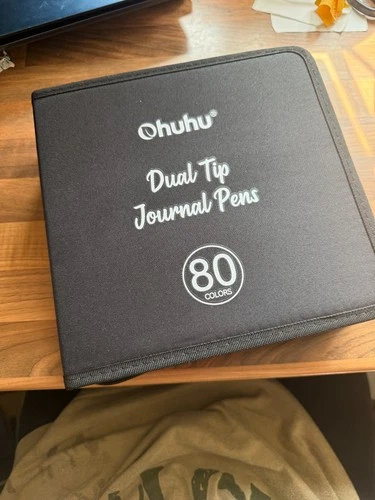 Ohuhu®
Dual Tip
Journal Pens
80
COLORS